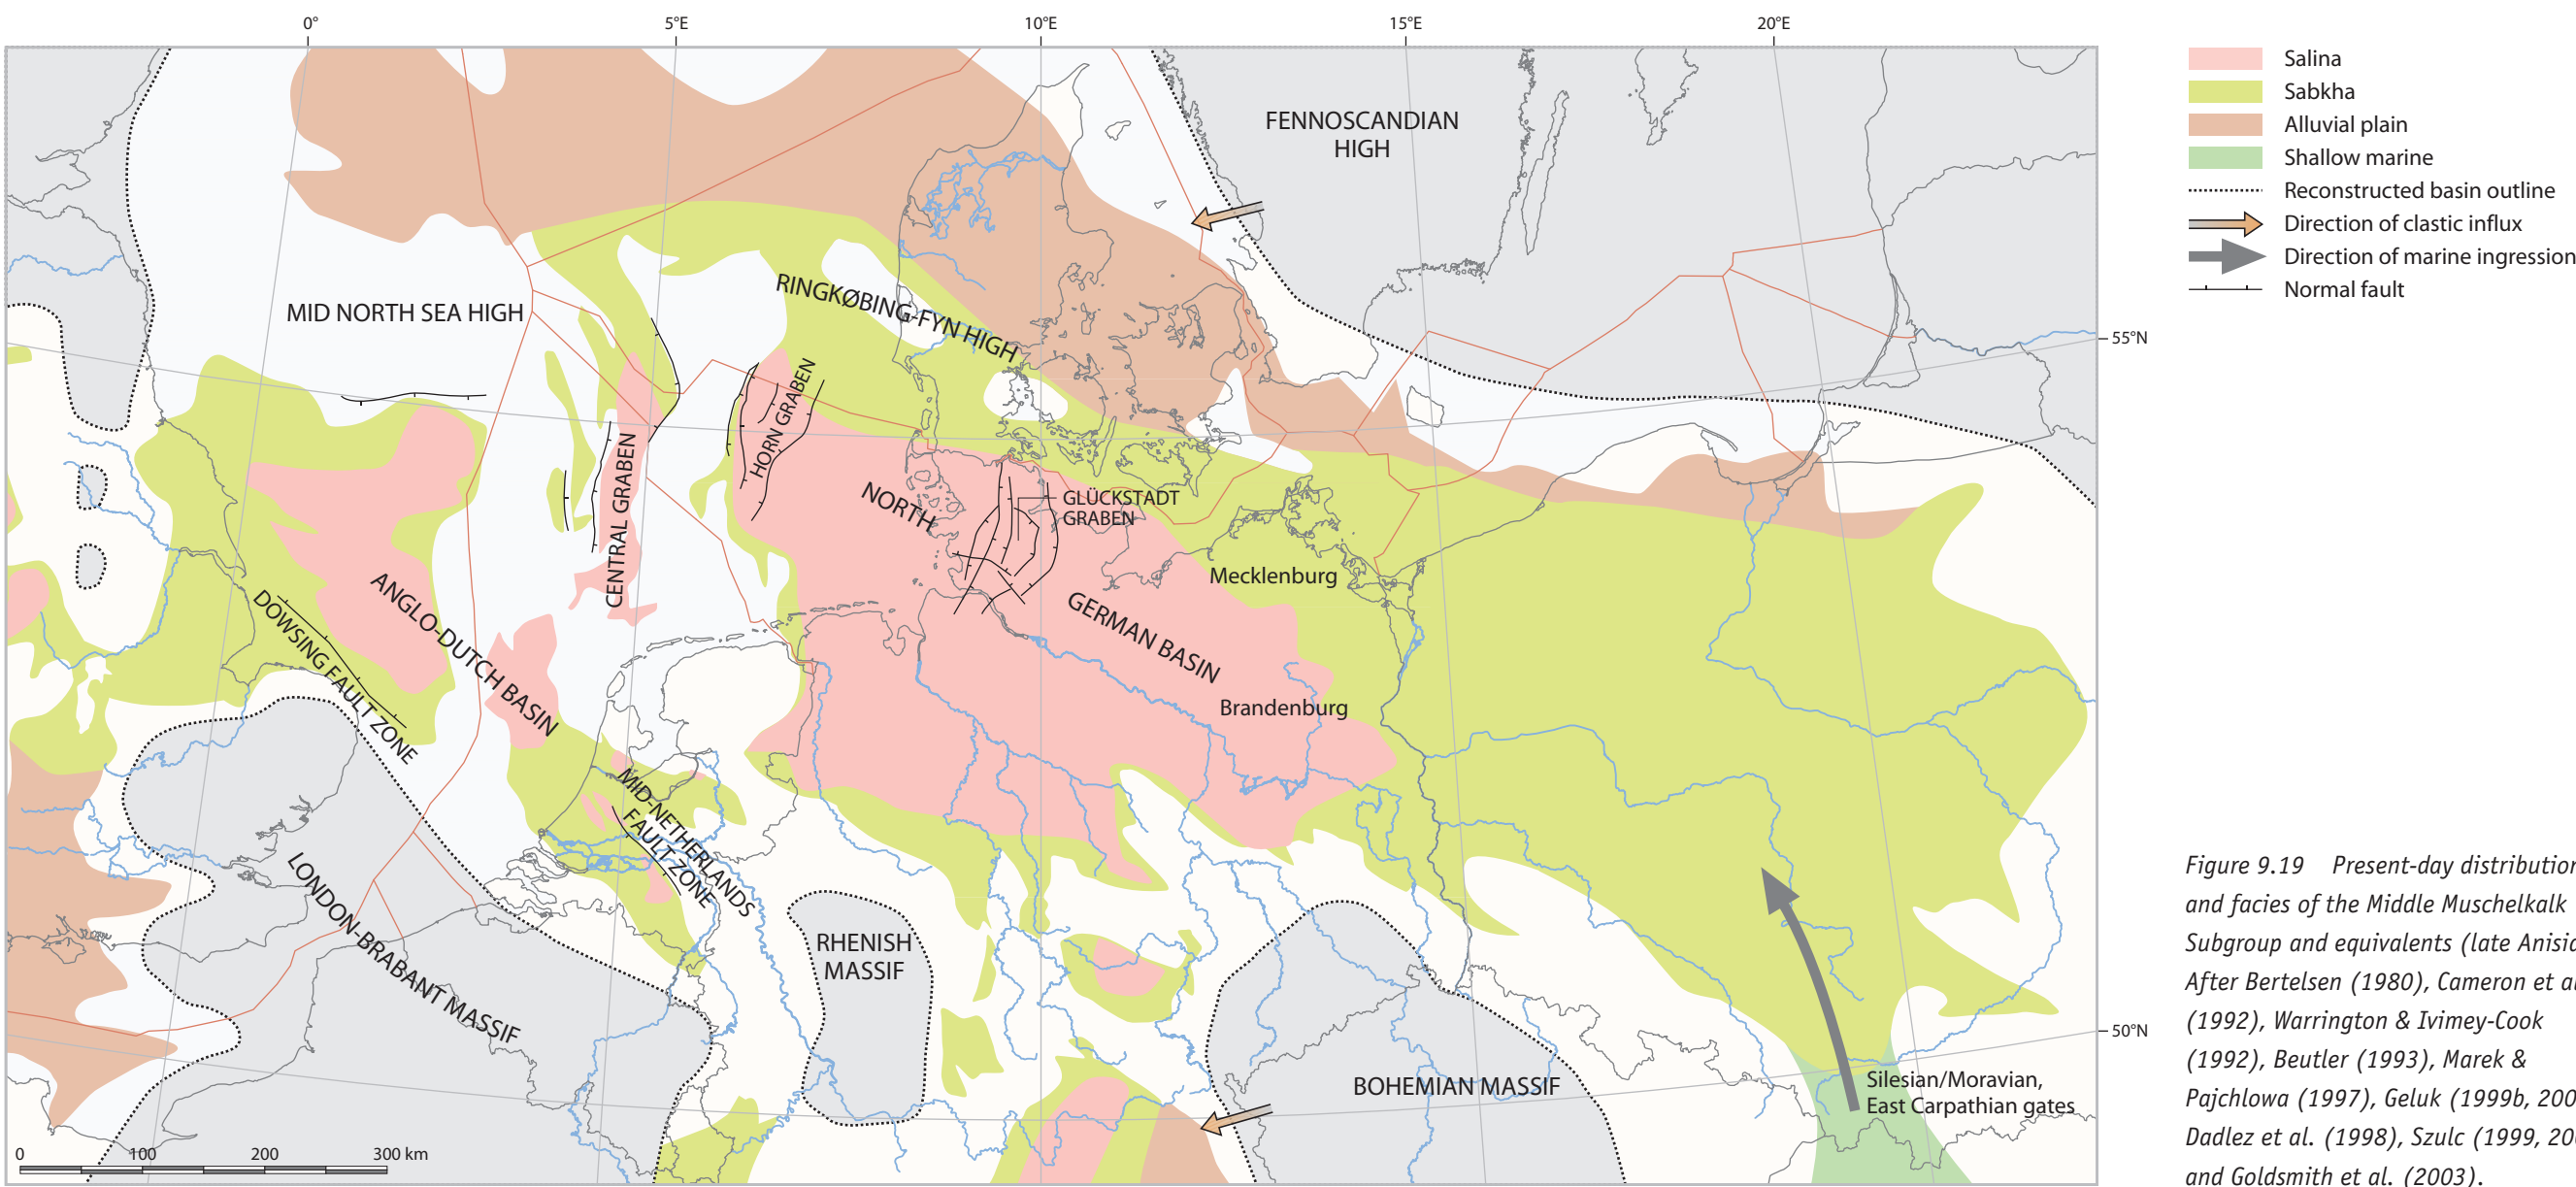 0°
5°E
10°E
15°E
20°E
55°N
50°N
FENNOSCANDIAN
HIGH
MID NORTH SEA HIGH
RINGKØBING-FYN HIGH
HORN GRABEN
CENTRAL GRABEN
NORTH
GERMAN BASIN
GLÜCKSTADT
GRABEN
Mecklenburg
Brandenburg
ANGLO-DUTCH BASIN
DOWSING FAULT ZONE
MID-NETHERLANDS
FAULT ZONE
LONDON-BRABANT MASSIF
RHENISH
MASSIF
BOHEMIAN MASSIF
Silesian/Moravian,
East Carpathian gates
0 100 200 300 km
Salina
Sabkha
Alluvial plain
Shallow marine
Reconstructed basin outline
Direction of clastic influx
Direction of marine ingression
Normal fault
Figure 9.19 Present-day distribution
and facies of the Middle Muschelkalk
Subgroup and equivalents (late
After Bertelsen (1980), Cameron et
(1992), Warrington & Ivimey-Cook
(1992), Beutler (1993), Marek &
Pajchlowa (1997), Geluk (1999b,
Dadlez et al. (1998), Szulc (1999,
and Goldsmith et al. (2003).